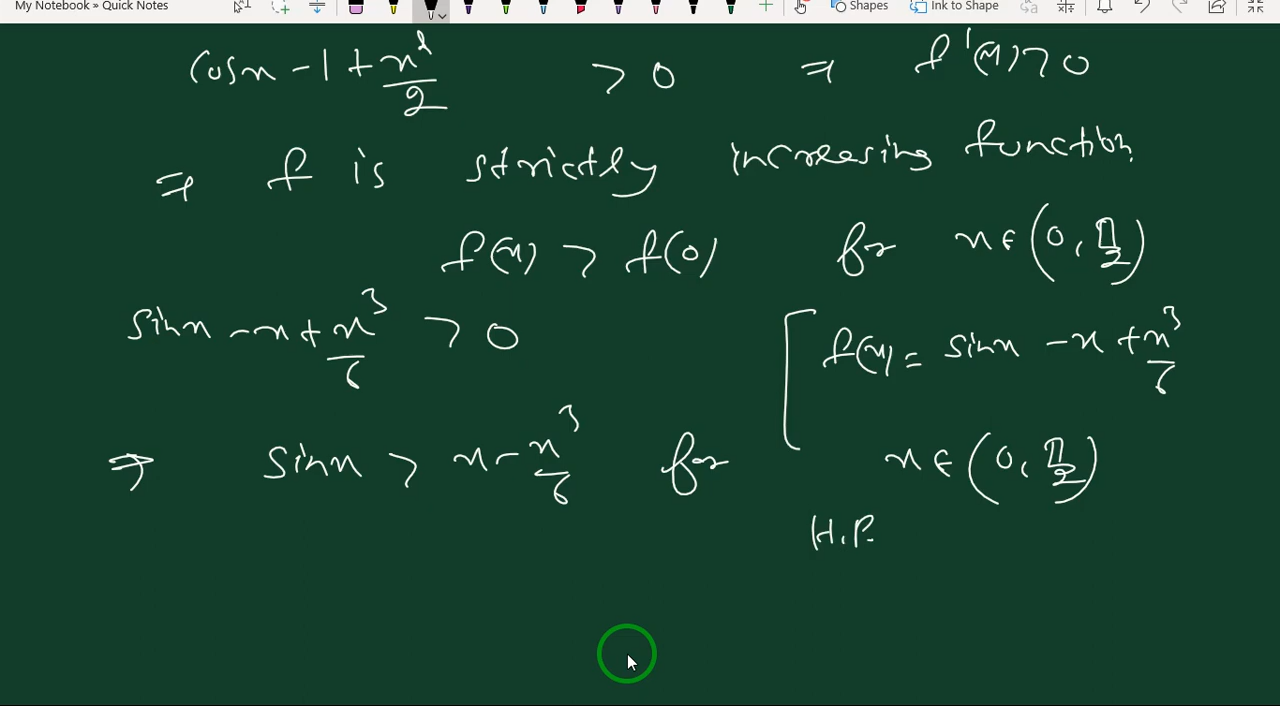 My Notebook » Quick Notes Shapes Ink to Shape
cosx - 1 + x²/2 > 0 ⇒ f'(x) > 0
⇒ f is strictly increasing function
f(x) > f(0) for x ∈ (0, π/2)
sinx - x + x³/6 > 0 [ f(x) = sinx - x + x³/6
⇒ sinx > x - x³/6 for x ∈ (0, π/2)
H.P.